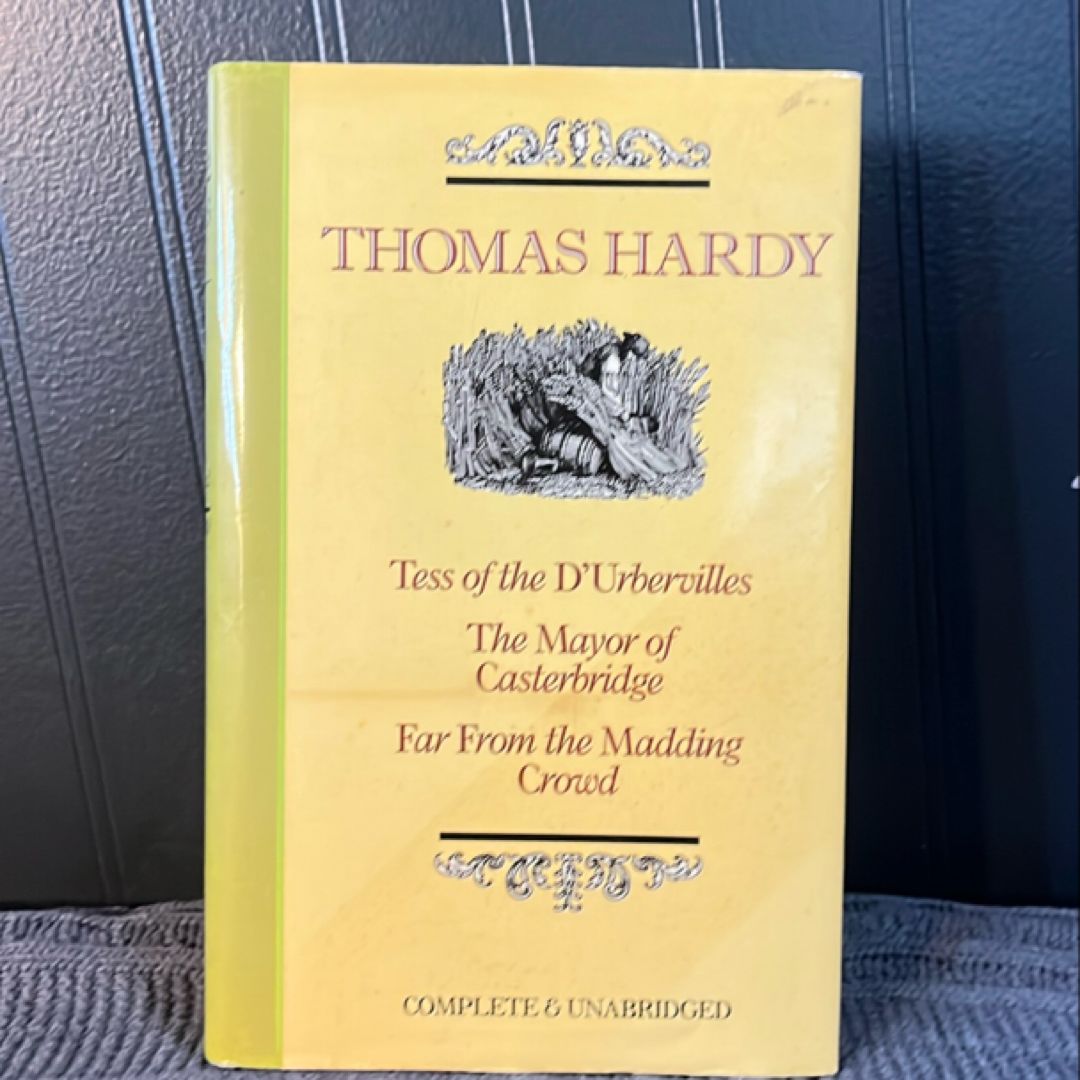 THOMAS HARDY
Tess of the D'Urbervilles
The Mayor of
Casterbridge
Far From the Madding
Crowd
COMPLETE & UNABRIDGED